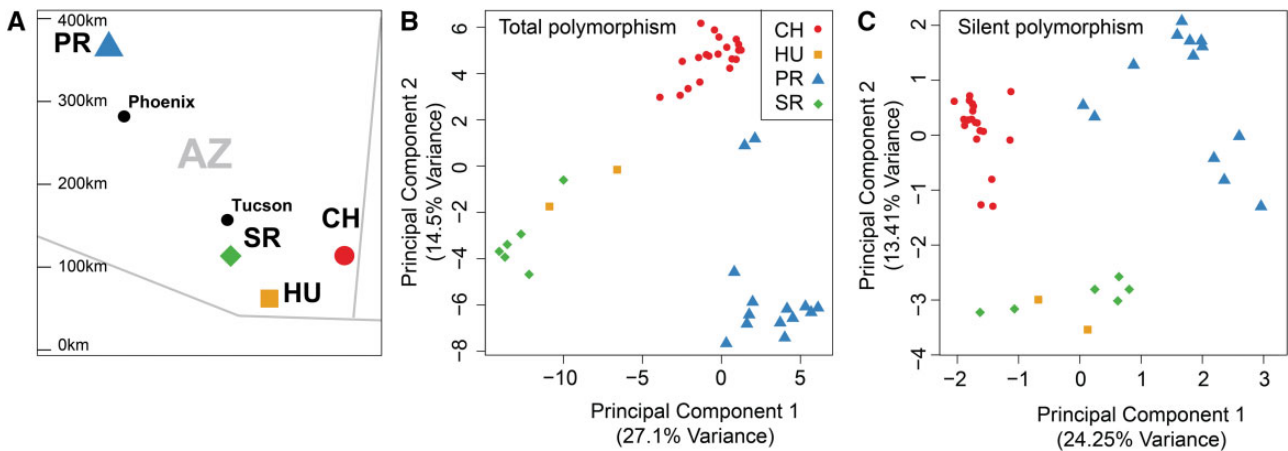 A
400km
PR
300km
Phoenix
AZ
200km
Tucson
CH
SR
100km
HU
0km
B
Total polymorphism
CH
HU
PR
SR
6
4
2
0
−2
−4
−6
−8
Principal Component 2
(14.5% Variance)
−10
−5
0
5
Principal Component 1
(27.1% Variance)
C
Silent polymorphism
2
1
0
−1
−2
−3
−4
Principal Component 2
(13.41% Variance)
−2
−1
0
1
2
3
Principal Component 1
(24.25% Variance)